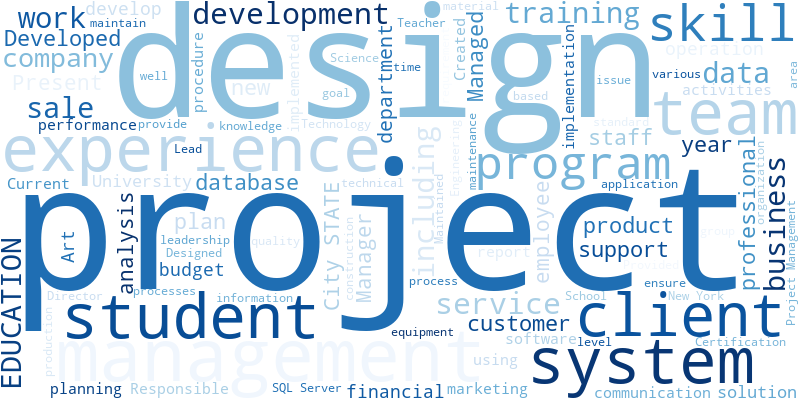 work
develop
maintain
Developed
company
Present
sale
performance
design
development
Teacher
material
training
skill
procedure
Science
time
well
goal
new
implemented
department
Created
Managed
implementation
issue
based
operation
various
data
area
activities
team
standard
staff
provide
knowledge
Technology
Lead
experience
Current
University
database
technical
including
Engineering
maintenance
program
application
year
professional
organization
business
project
EDUCATION
Art
analysis
plan
leadership
Designed
quality
budget
City STATE
construction
Manager
Maintained
report
employee
product
support
group
Project Management
process
processes
information
Director
production
student
service
customer
School
ensure
New York
client
management
equipment
software
level
Certification
using
system
planning
Responsible
SQL Server
financial
marketing
communication
solution